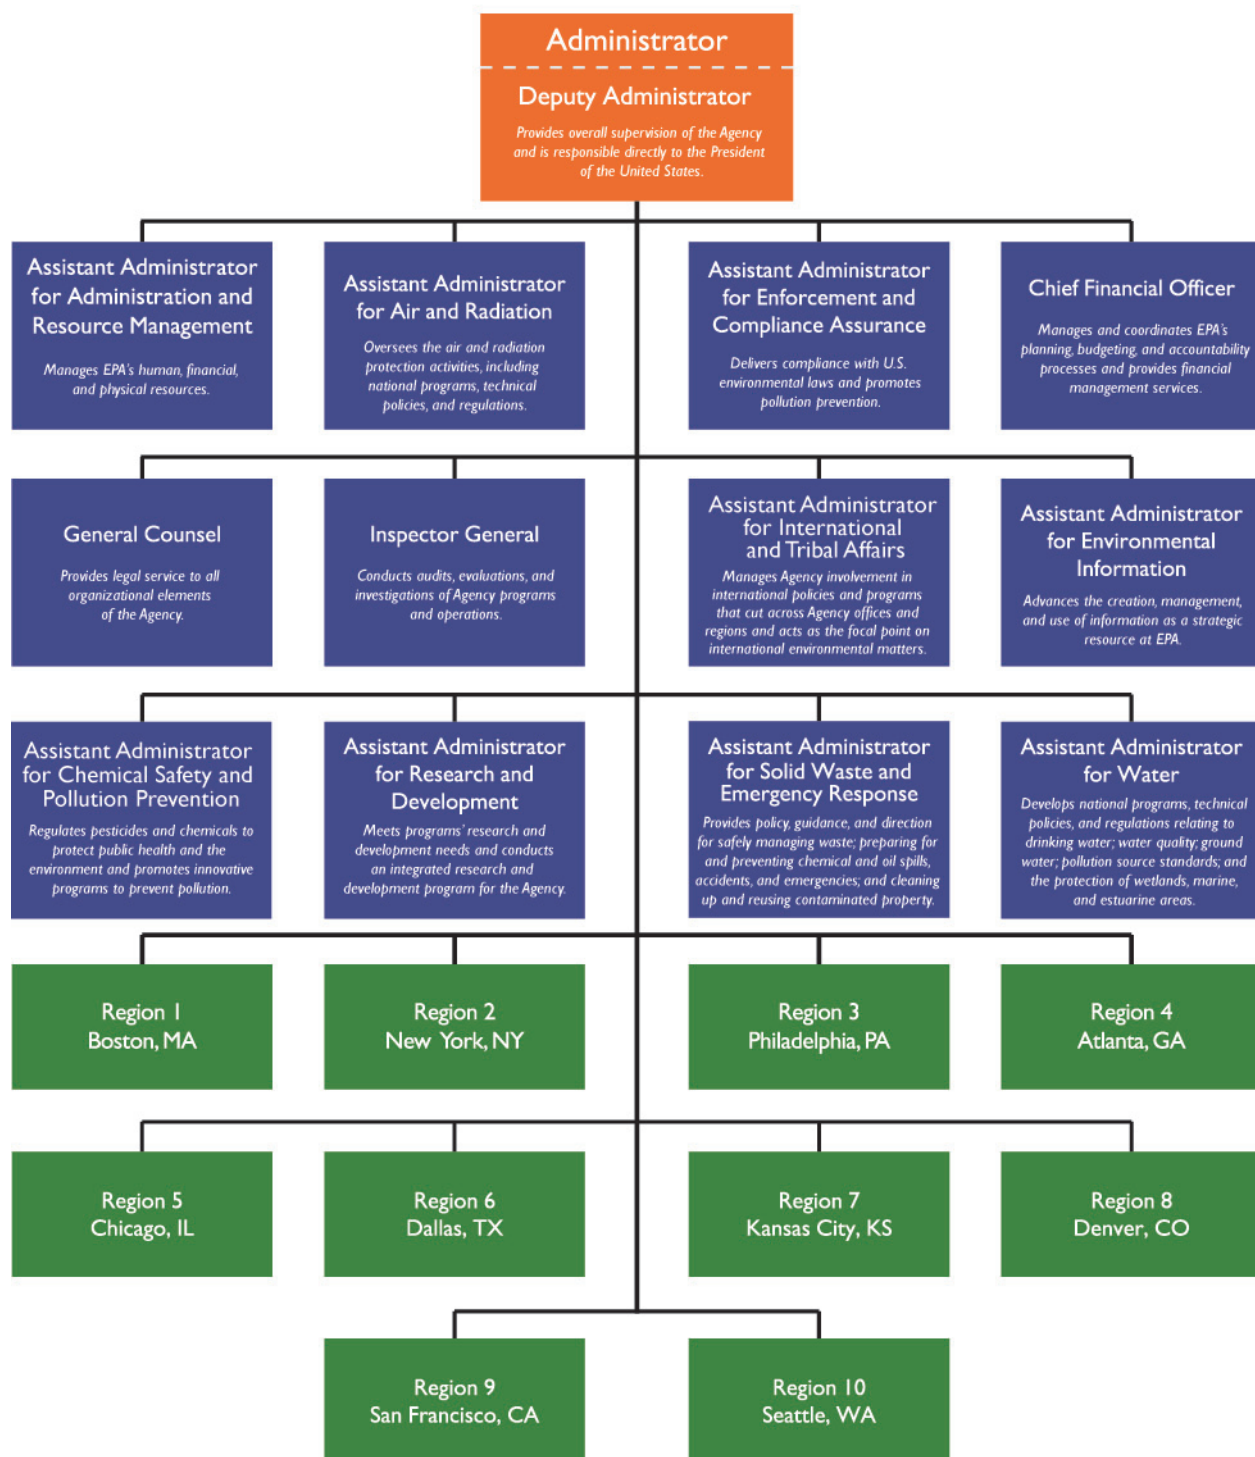 Administrator
Deputy Administrator
Provides overall supervision of the Agency
and is responsible directly to the President
of the United States.
Assistant Administrator
for Administration and
Resource Management
Manages EPA's human, financial,
and physical resources.
Assistant Administrator
for Air and Radiation
Oversees the air and radiation
protection activities, including
national programs, technical
policies, and regulations.
Assistant Administrator
for Enforcement and
Compliance Assurance
Delivers compliance with U.S.
environmental laws and promotes
pollution prevention.
Chief Financial Officer
Manages and coordinates EPA's
planning, budgeting, and accountability
processes and provides financial
management services.
General Counsel
Provides legal service to all
organizational elements
of the Agency.
Inspector General
Conducts audits, evaluations, and
investigations of Agency programs
and operations.
Assistant Administrator
for International
and Tribal Affairs
Manages Agency involvement in
international policies and programs
that cut across Agency offices and
regions and acts as the focal point on
international environmental matters.
Assistant Administrator
for Environmental
Information
Advances the creation, management,
and use of information as a strategic
resource at EPA.
Assistant Administrator
for Chemical Safety and
Pollution Prevention
Regulates pesticides and chemicals to
protect public health and the
environment and promotes innovative
programs to prevent pollution.
Assistant Administrator
for Research and
Development
Meets programs' research and
development needs and conducts
an integrated research and
development program for the Agency.
Assistant Administrator
for Solid Waste and
Emergency Response
Provides policy, guidance, and direction
for safely managing waste; preparing for
and preventing chemical and oil spills,
accidents, and emergencies; and cleaning
up and reusing contaminated property.
Assistant Administrator
for Water
Develops national programs, technical
policies, and regulations relating to
drinking water; water quality; ground
water; pollution source standards; and
the protection of wetlands, marine,
and estuarine areas.
Region 1
Boston, MA
Region 2
New York, NY
Region 3
Philadelphia, PA
Region 4
Atlanta, GA
Region 5
Chicago, IL
Region 6
Dallas, TX
Region 7
Kansas City, KS
Region 8
Denver, CO
Region 9
San Francisco, CA
Region 10
Seattle, WA